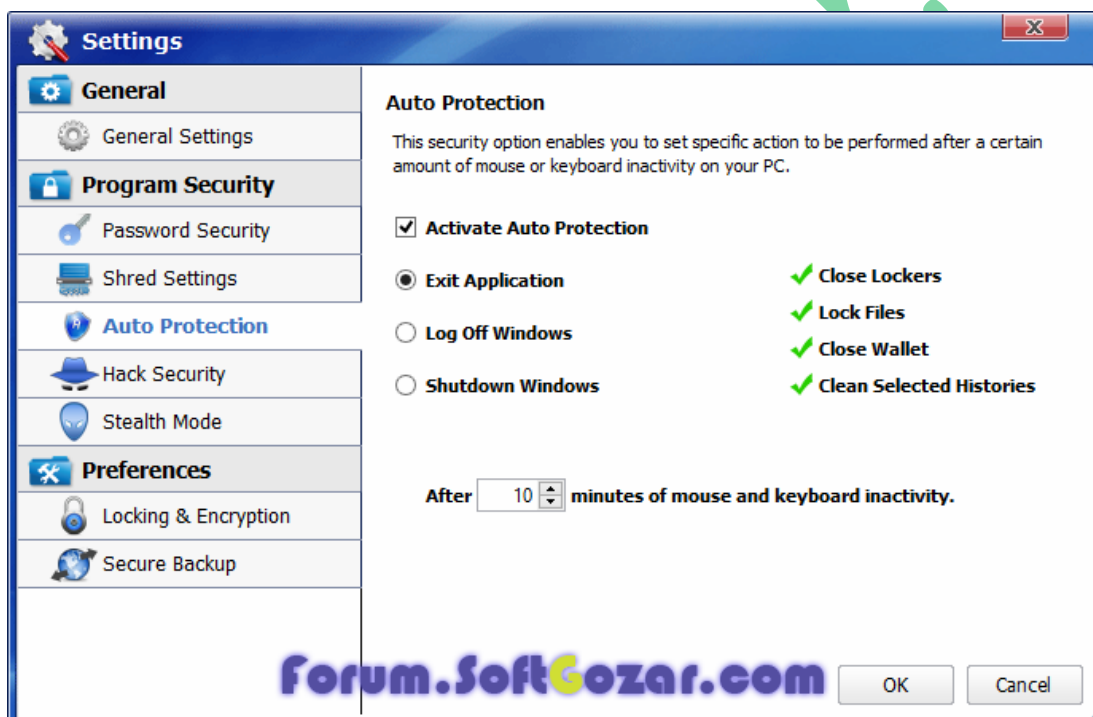 Settings
General
General Settings
Program Security
Password Security
Shred Settings
Auto Protection
Hack Security
Stealth Mode
Preferences
Locking & Encryption
Secure Backup
Auto Protection
This security option enables you to set specific action to be performed after a certain
amount of mouse or keyboard inactivity on your PC.
Activate Auto Protection
Exit Application
Log Off Windows
Shutdown Windows
Close Lockers
Lock Files
Close Wallet
Clean Selected Histories
After 10 minutes of mouse and keyboard inactivity.
Forum.SoftGozar.com
OK
Cancel